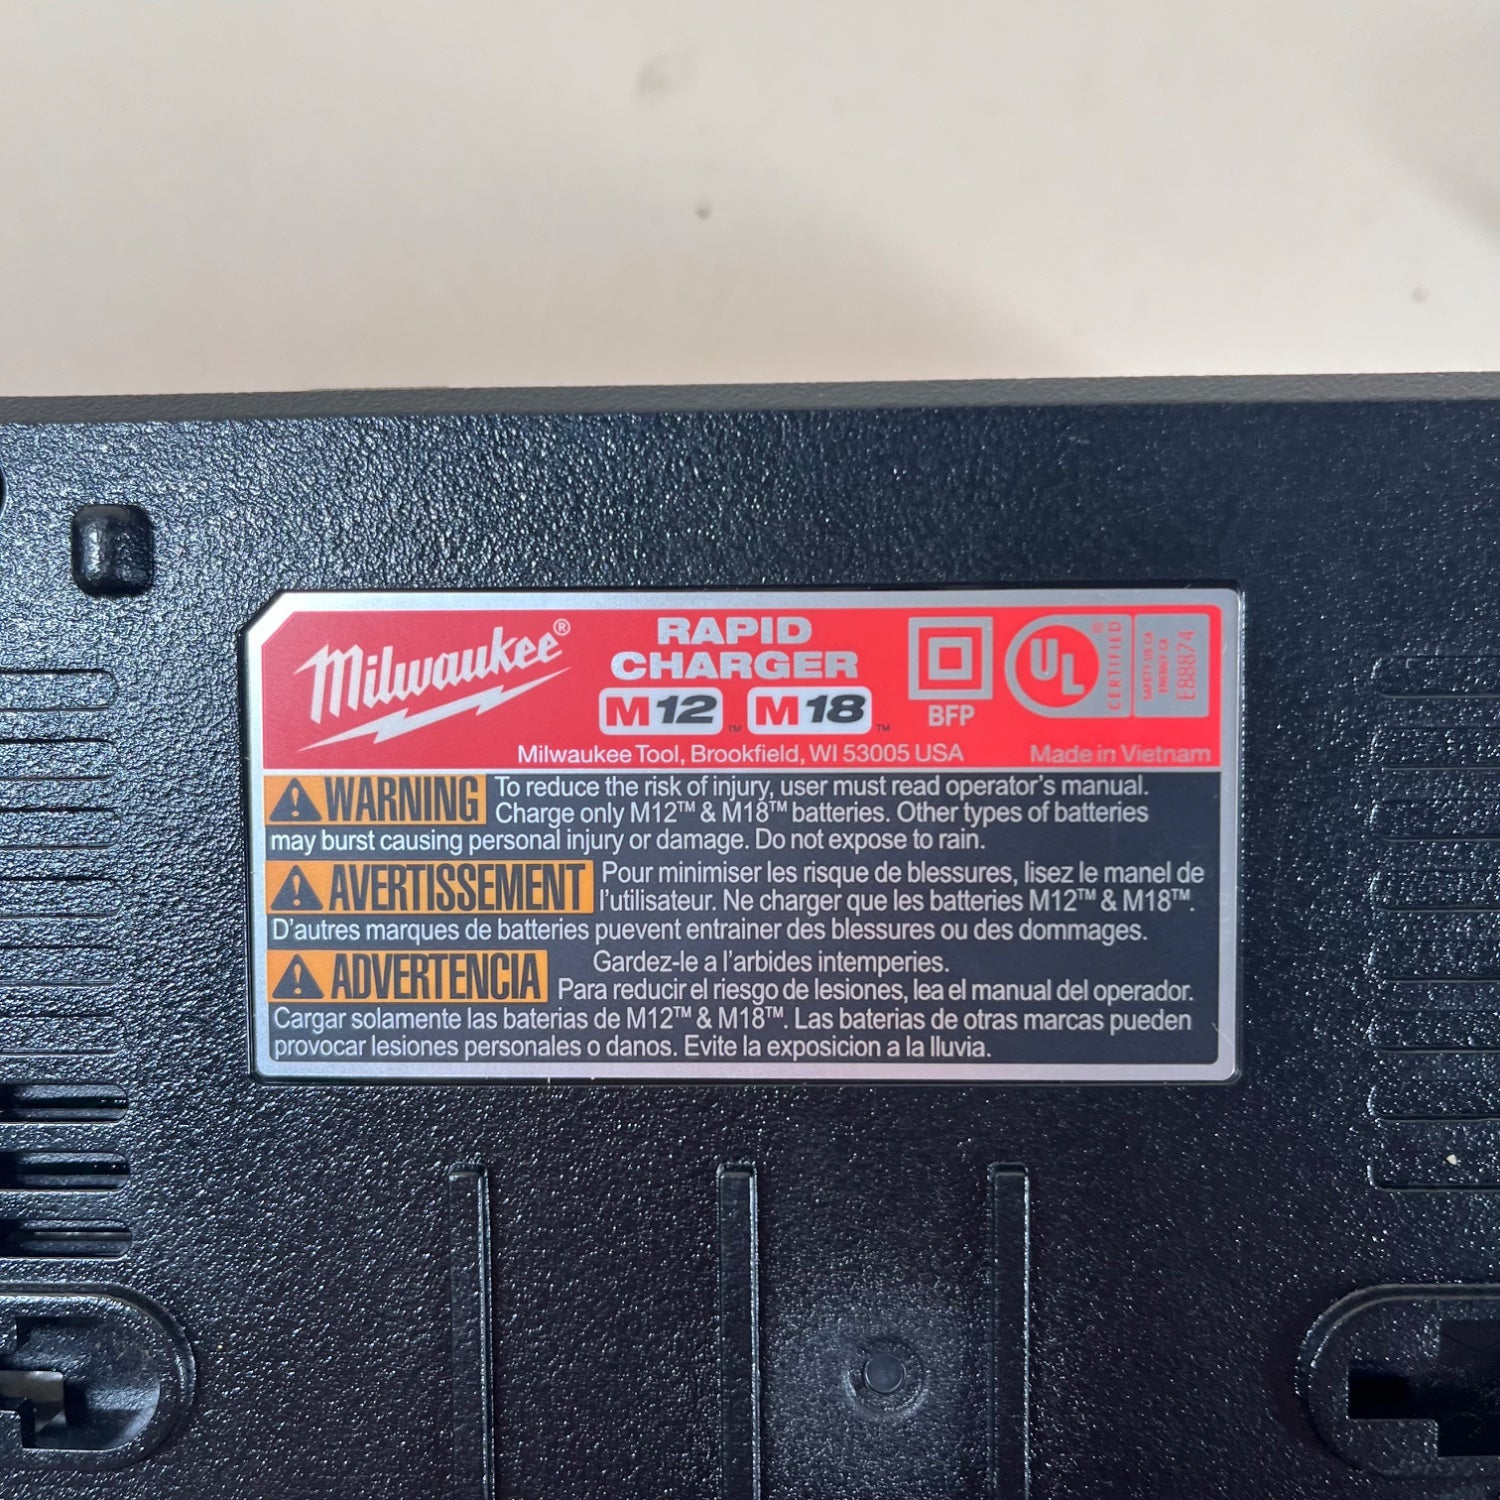 Milwaukee®
RAPID
CHARGER
M12™ M18™
BFP
UL®
CERTIFIED
SAFETY US-CA
ENERGY CA
E88874
Milwaukee Tool, Brookfield, WI 53005 USA
Made in Vietnam
WARNING To reduce the risk of injury, user must read operator's manual.
Charge only M12™ & M18™ batteries. Other types of batteries
may burst causing personal injury or damage. Do not expose to rain.
AVERTISSEMENT Pour minimiser les risque de blessures, lisez le manel de
l'utilisateur. Ne charger que les batteries M12™ & M18™.
D'autres marques de batteries puevent entrainer des blessures ou des dommages.
Gardez-le a l'arbides intemperies.
ADVERTENCIA Para reducir el riesgo de lesiones, lea el manual del operador.
Cargar solamente las baterias de M12™ & M18™. Las baterias de otras marcas pueden
provocar lesiones personales o danos. Evite la exposicion a la lluvia.